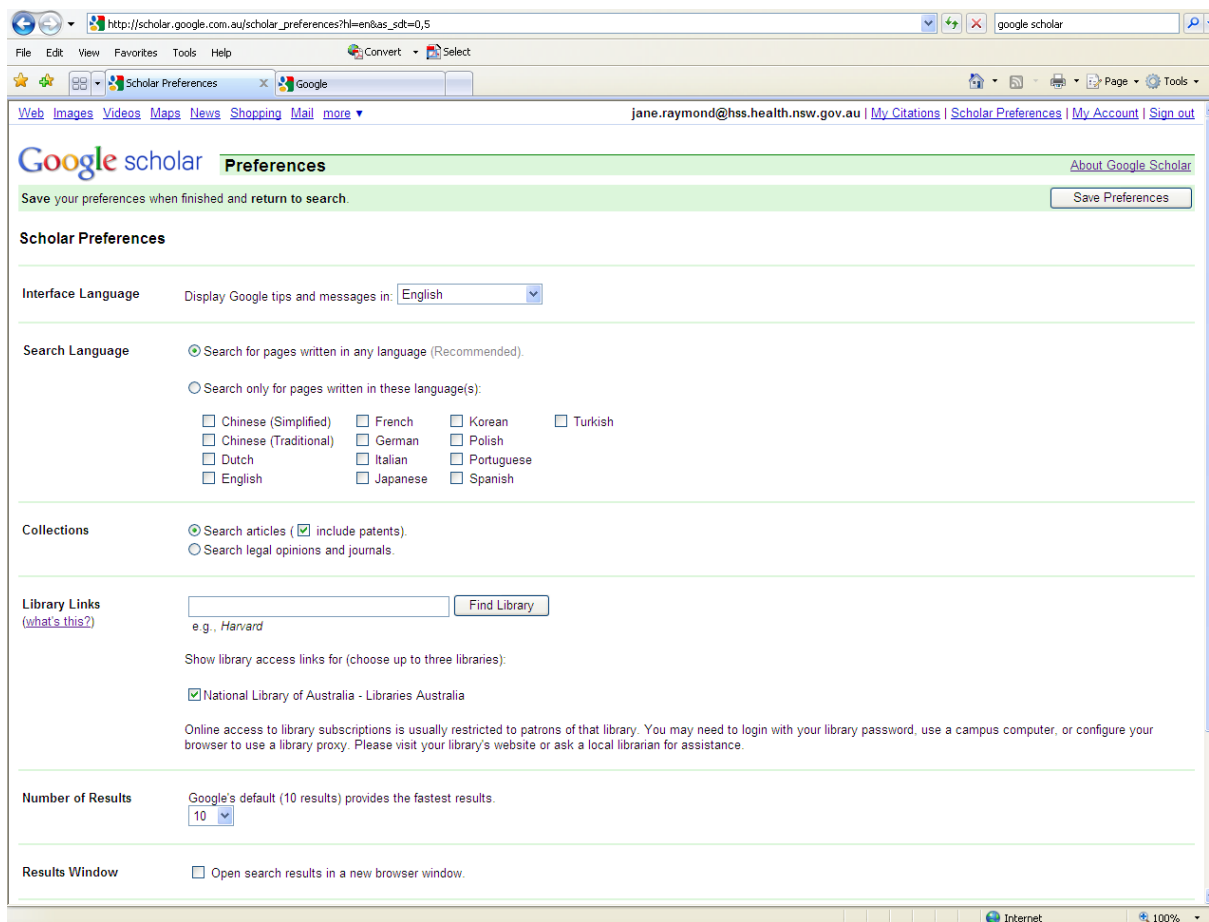 http://scholar.google.com.au/scholar_preferences?hl=en&as_sdt=0,5 google scholar
File Edit View Favorites Tools Help Convert Select
Scholar Preferences x Google Page Tools
Web Images Videos Maps News Shopping Mail more ▼ jane.raymond@hss.health.nsw.gov.au | My Citations | Scholar Preferences | My Account | Sign out
Google scholar Preferences About Google Scholar
Save your preferences when finished and return to search. Save Preferences
Scholar Preferences
Interface Language Display Google tips and messages in: English
Search Language Search for pages written in any language (Recommended).
Search only for pages written in these language(s):
Chinese (Simplified) French Korean Turkish
Chinese (Traditional) German Polish
Dutch Italian Portuguese
English Japanese Spanish
Collections Search articles ( include patents).
Search legal opinions and journals.
Library Links Find Library
(what's this?) e.g., Harvard
Show library access links for (choose up to three libraries):
National Library of Australia - Libraries Australia
Online access to library subscriptions is usually restricted to patrons of that library. You may need to login with your library password, use a campus computer, or configure your
browser to use a library proxy. Please visit your library's website or ask a local librarian for assistance.
Number of Results Google's default (10 results) provides the fastest results.
10
Results Window Open search results in a new browser window.
Internet 100%